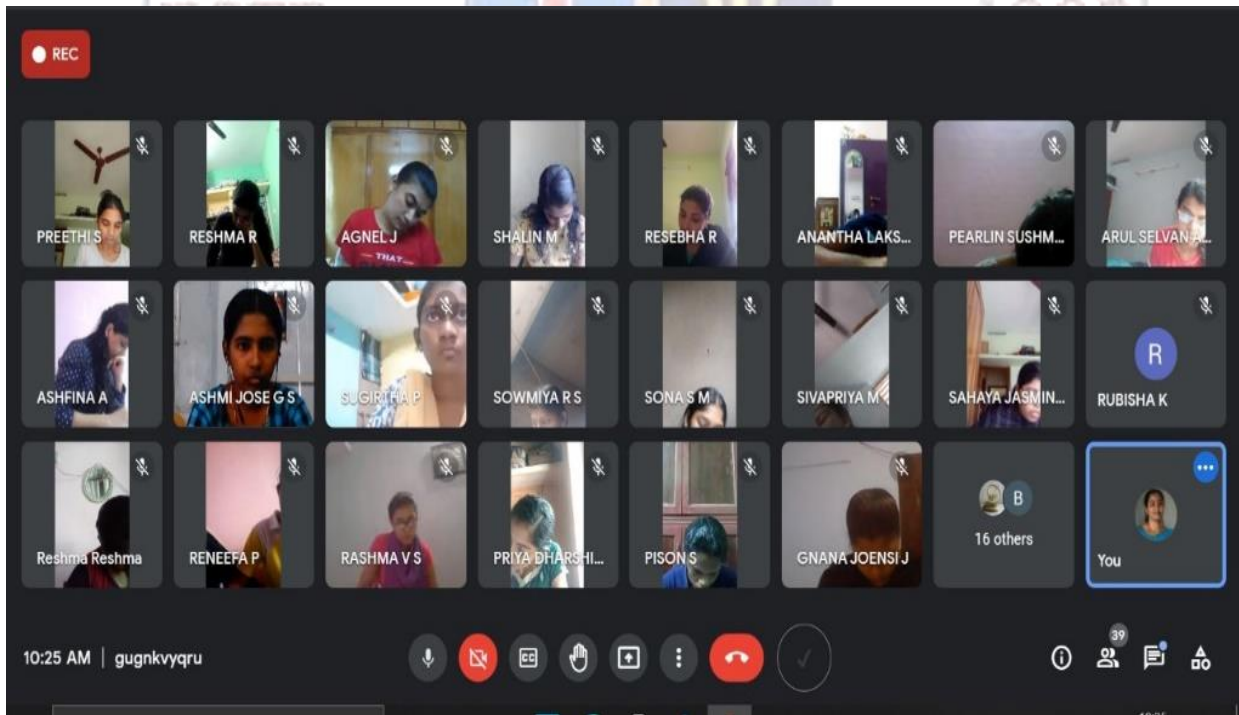 REC
PREETHI S
RESHMA R
AGNEL J
THAT
SHALIN M
RESEBHA R
ANANTHA LAKS...
PEARLIN SUSHM...
ARUL SELVAN A...
ASHFINA A
ASHMI JOSE G S
SUGIRTHA P
SOWMIYA R S
SONA S M
SIVAPRIYA M
SAHAYA JASMIN...
R
RUBISHA K
Reshma Reshma
RENEEFA P
RASHMA V S
PRIYA DHARSHI...
PISON S
GNANA JOENSI J
B
16 others
You
10:25 AM | gugnkvyqru
CC
39